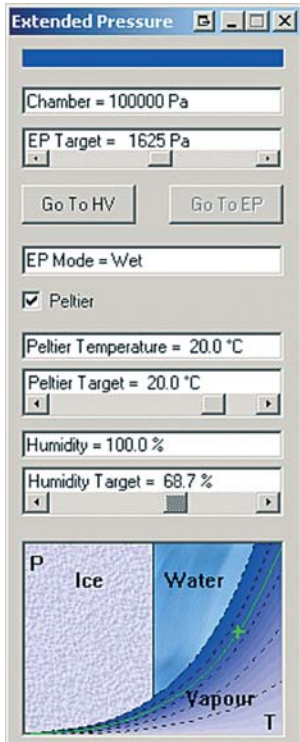 Extended Pressure
Chamber = 100000 Pa
EP Target = 1625 Pa
Go To HV
Go To EP
EP Mode = Wet
Peltier
Peltier Temperature = 20.0 °C
Peltier Target = 20.0 °C
Humidity = 100.0 %
Humidity Target = 68.7 %
P
Ice
Water
Vapour
T